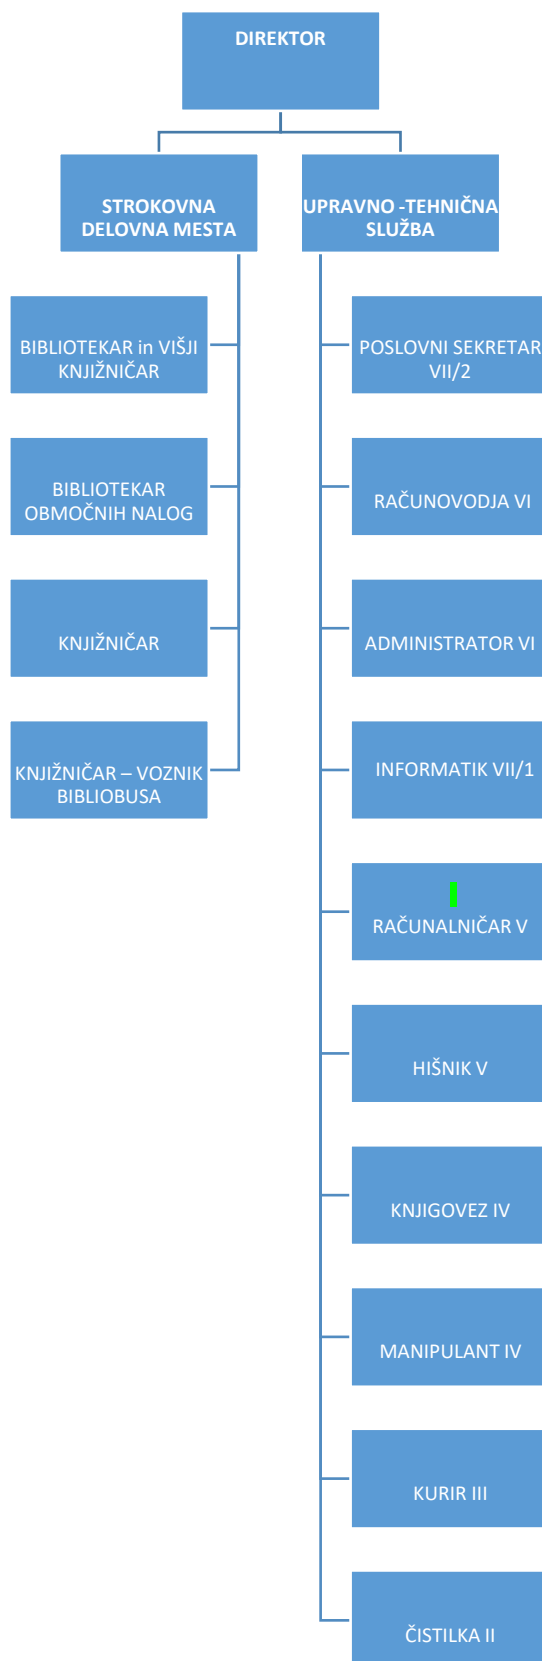 DIREKTOR
STROKOVNA
DELOVNA MESTA
UPRAVNO -TEHNIČNA
SLUŽBA
BIBLIOTEKAR in VIŠJI
KNJIŽNIČAR
BIBLIOTEKAR
OBMOČNIH NALOG
KNJIŽNIČAR
KNJIŽNIČAR – VOZNIK
BIBLIOBUSA
POSLOVNI SEKRETAR
VII/2
RAČUNOVODJA VI
ADMINISTRATOR VI
INFORMATIK VII/1
RAČUNALNIČAR V
HIŠNIK V
KNJIGOVEZ IV
MANIPULANT IV
KURIR III
ČISTILKA II